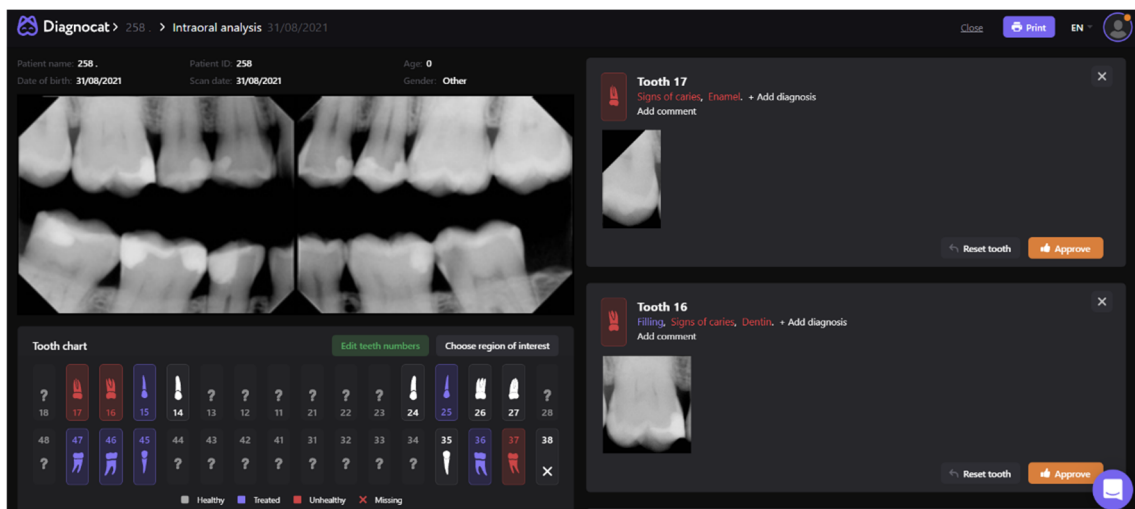 Diagnocat > 258 . > Intraoral analysis 31/08/2021
Close Print EN
Patient name: 258 . Patient ID: 258 Age: 0
Date of birth: 31/08/2021 Scan date: 31/08/2021 Gender: Other
Tooth 17
Signs of caries, Enamel. + Add diagnosis
Add comment
Reset tooth Approve
Tooth 16
Filling, Signs of caries, Dentin. + Add diagnosis
Add comment
Reset tooth Approve
Tooth chart Edit teeth numbers Choose region of interest
? ? ? ? ? ? ? ?
18 17 16 15 14 13 12 11 21 22 23 24 25 26 27 28
48 47 46 45 44 43 42 41 31 32 33 34 35 36 37 38
? ? ? ? ? ? ? ? ?
Healthy Treated Unhealthy Missing